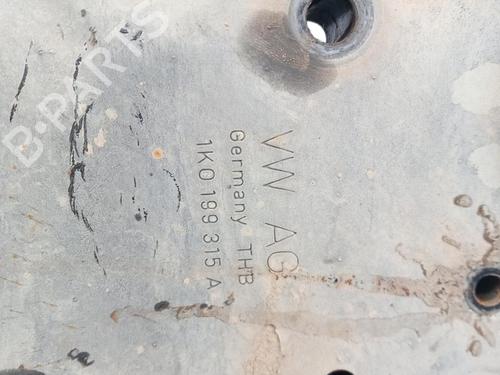 VW AG
Germany THB
1K0 199 315 A
B-PARTS